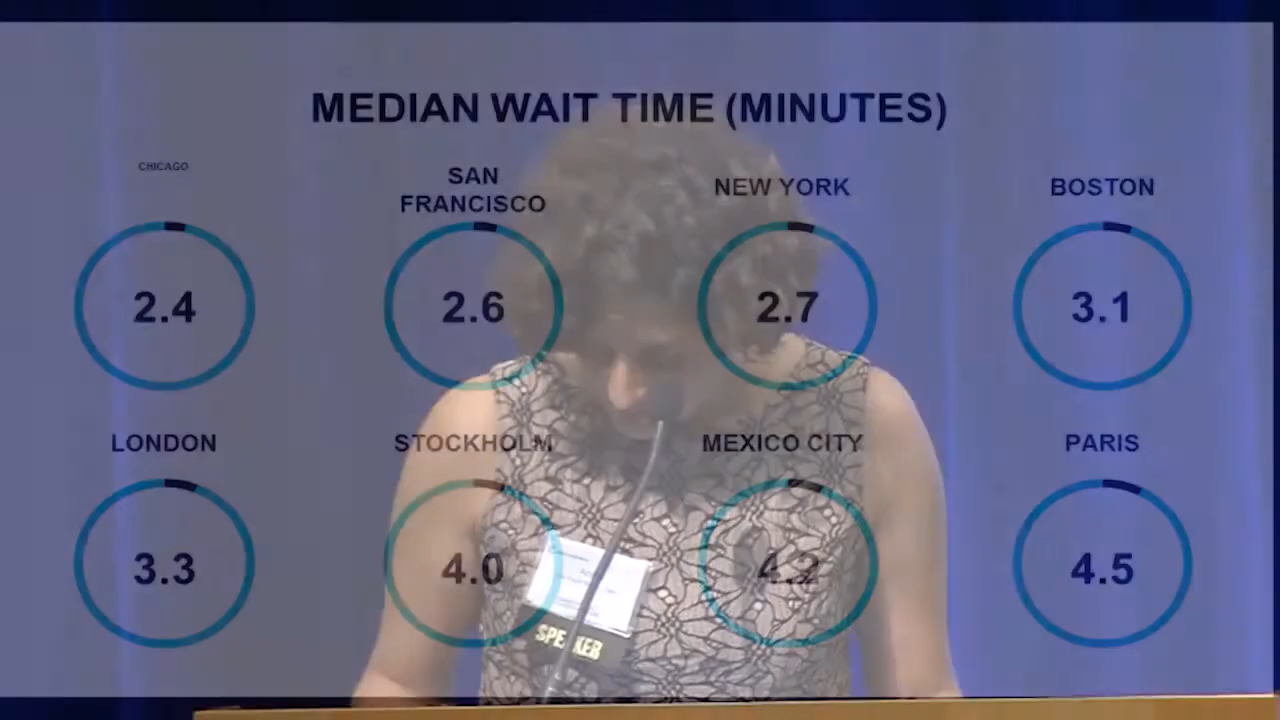 MEDIAN WAIT TIME (MINUTES)
CHICAGO
SAN
FRANCISCO
NEW YORK
BOSTON
2.4
2.6
2.7
3.1
LONDON
STOCKHOLM
MEXICO CITY
PARIS
3.3
4.0
4.2
4.5
SPEAKER